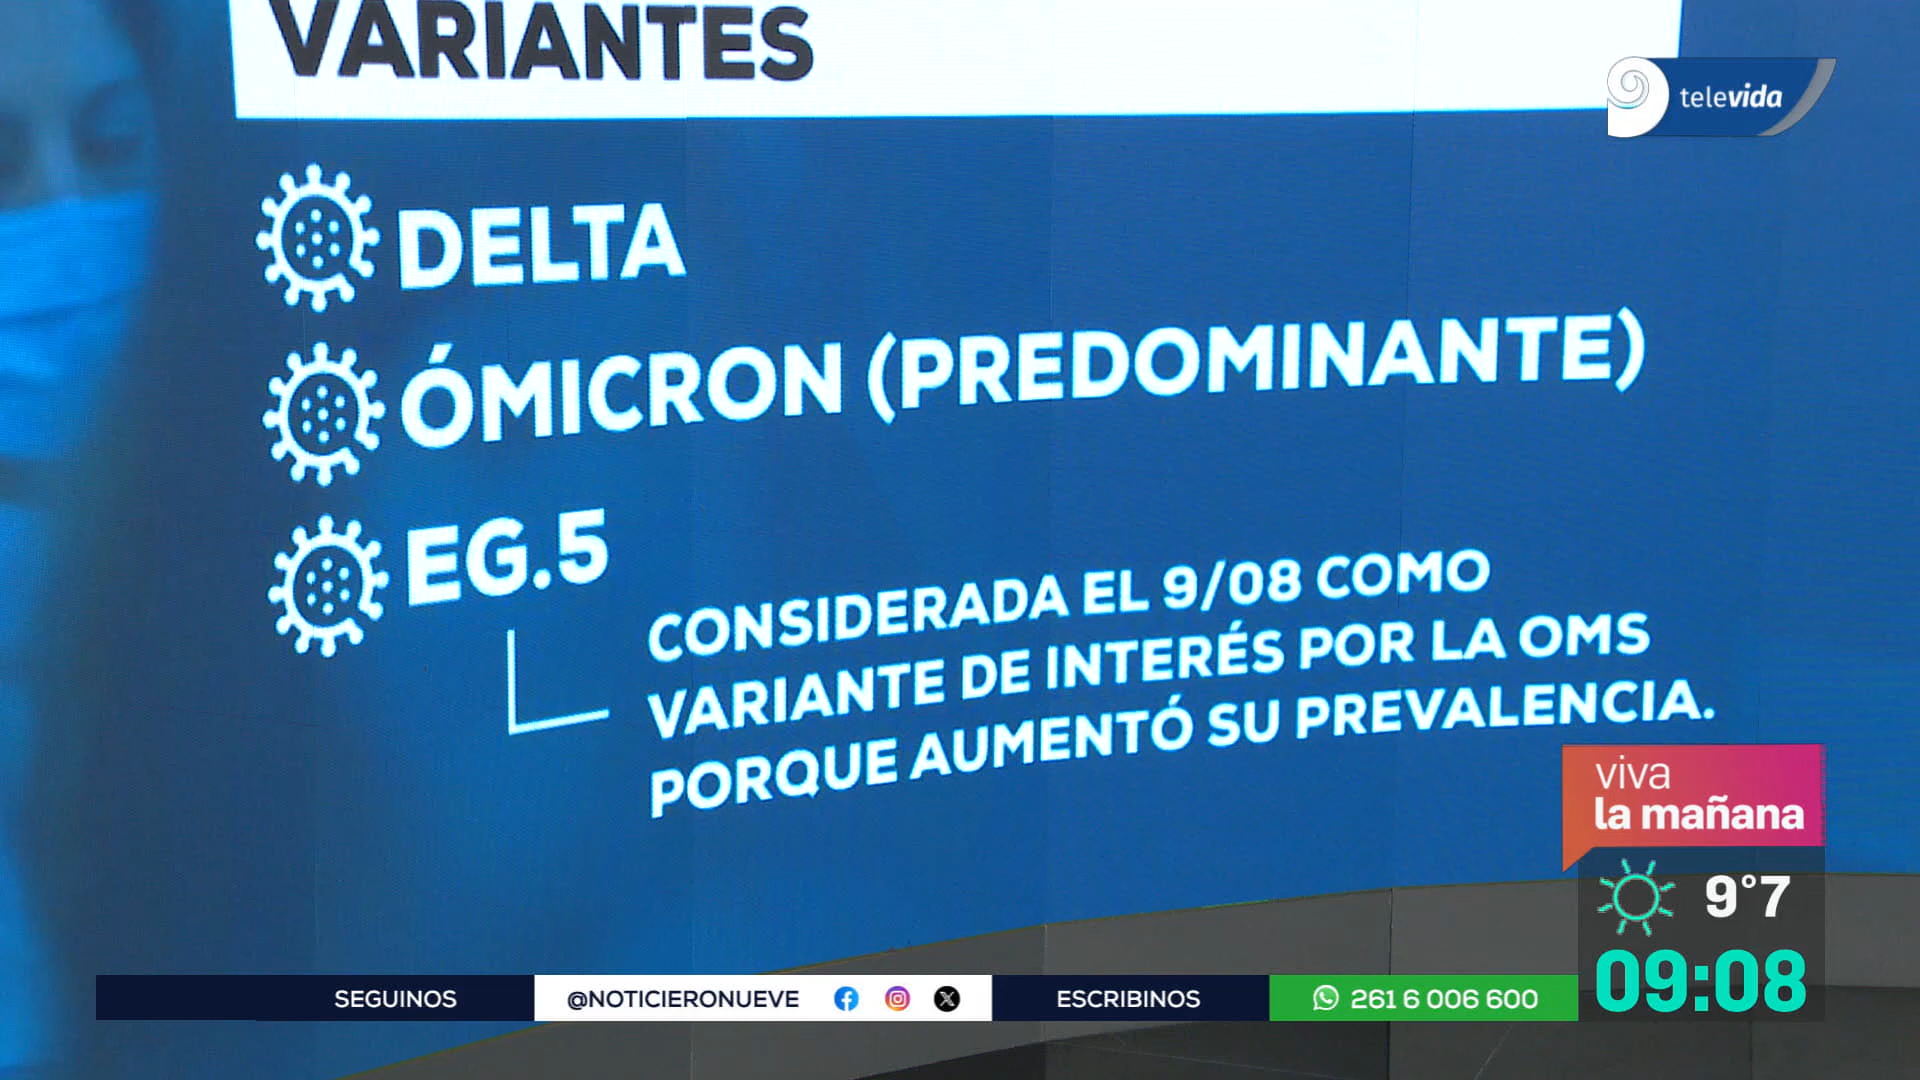 VARIANTES
televida
DELTA
ÓMICRON (PREDOMINANTE)
EG.5
CONSIDERADA EL 9/08 COMO
VARIANTE DE INTERÉS POR LA OMS
PORQUE AUMENTÓ SU PREVALENCIA.
viva
la mañana
9°7
09:08
SEGUINOS
@NOTICIERONUEVE
ESCRIBINOS
261 6 006 600